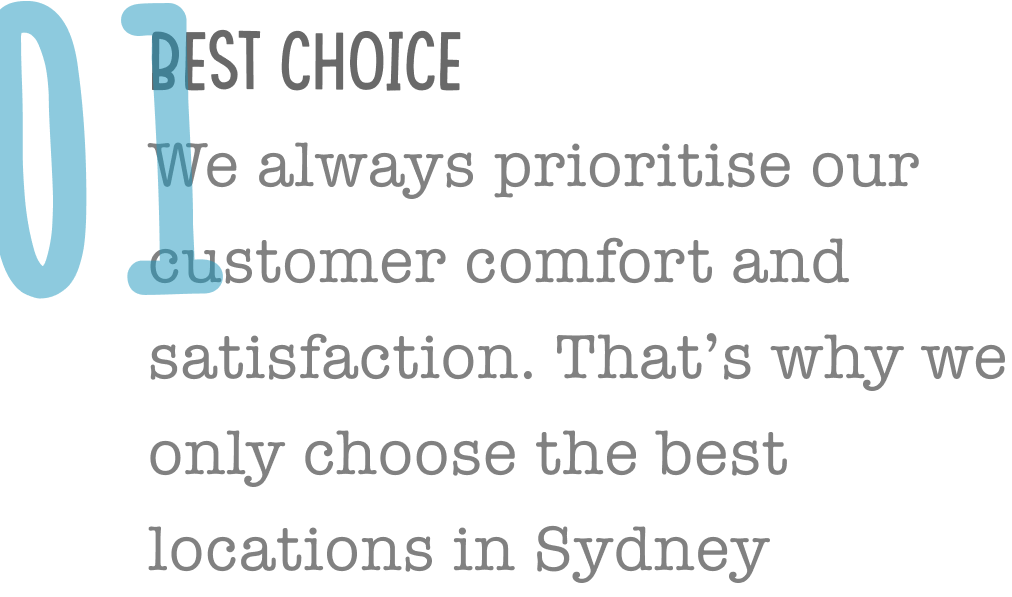 01
BEST CHOICE
We always prioritise our
customer comfort and
satisfaction. That’s why we
only choose the best
locations in Sydney